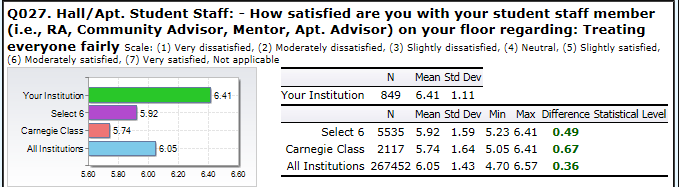 Q027. Hall/Apt. Student Staff: - How satisfied are you with your student staff member
(i.e., RA, Community Advisor, Mentor, Apt. Advisor) on your floor regarding: Treating
everyone fairly Scale: (1) Very dissatisfied, (2) Moderately dissatisfied, (3) Slightly dissatisfied, (4) Neutral, (5) Slightly satisfied,
(6) Moderately satisfied, (7) Very satisfied, Not applicable
Your Institution 6.41
Select 6 5.92
Carnegie Class 5.74
All Institutions 6.05
5.60 5.80 6.00 6.20 6.40 6.60
N Mean Std Dev
Your Institution 849 6.41 1.11
N Mean Std Dev Min Max Difference Statistical Level
Select 6 5535 5.92 1.59 5.23 6.41 0.49
Carnegie Class 2117 5.74 1.64 5.05 6.41 0.67
All Institutions 267452 6.05 1.43 4.70 6.57 0.36